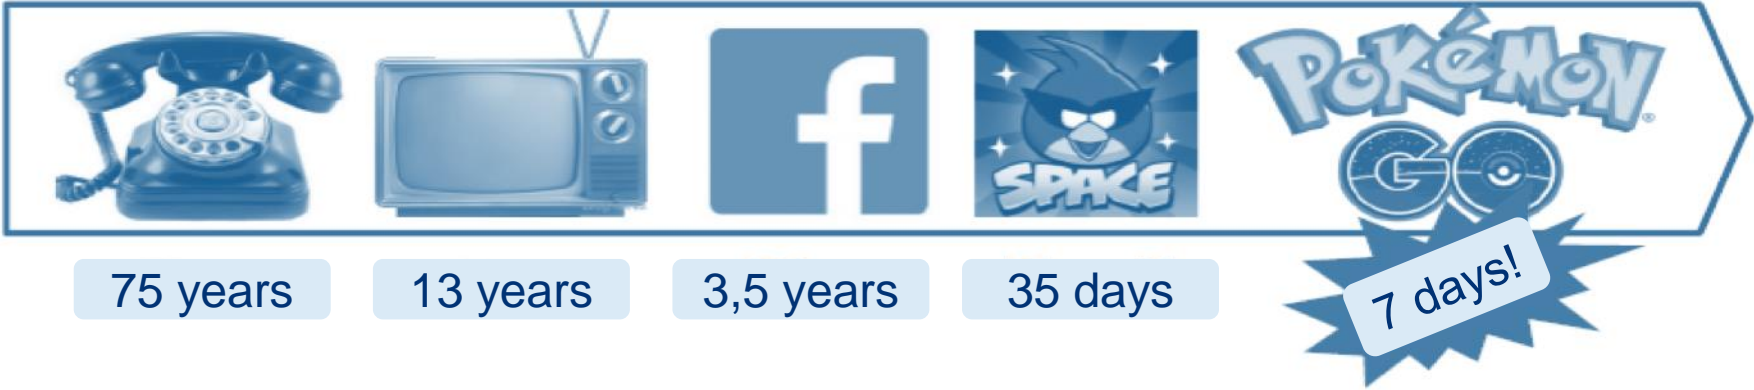 f
SPACE
POKÉMON®
GO
75 years
13 years
3,5 years
35 days
7 days!